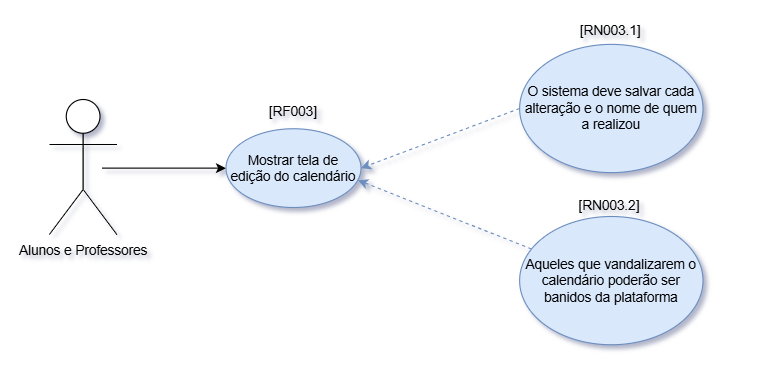 [RN003.1]
O sistema deve salvar cada
alteração e o nome de quem
a realizou
[RF003]
Mostrar tela de
edição do calendário
Alunos e Professores
[RN003.2]
Aqueles que vandalizarem o
calendário poderão ser
banidos da plataforma